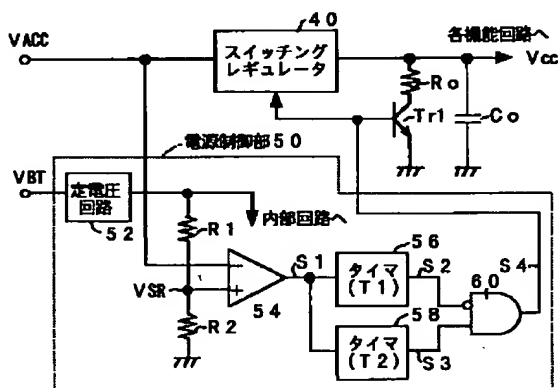 40
VACC
スイッチング
レギュレータ
各機能回路へ
Vcc
Ro
Tr1
Co
電源制御部50
VBT
定電圧
回路
52
R1
内部回路へ
VSR
R2
54
S1
56
タイマ
(T1)
S2
58
タイマ
(T2)
S3
60
S4